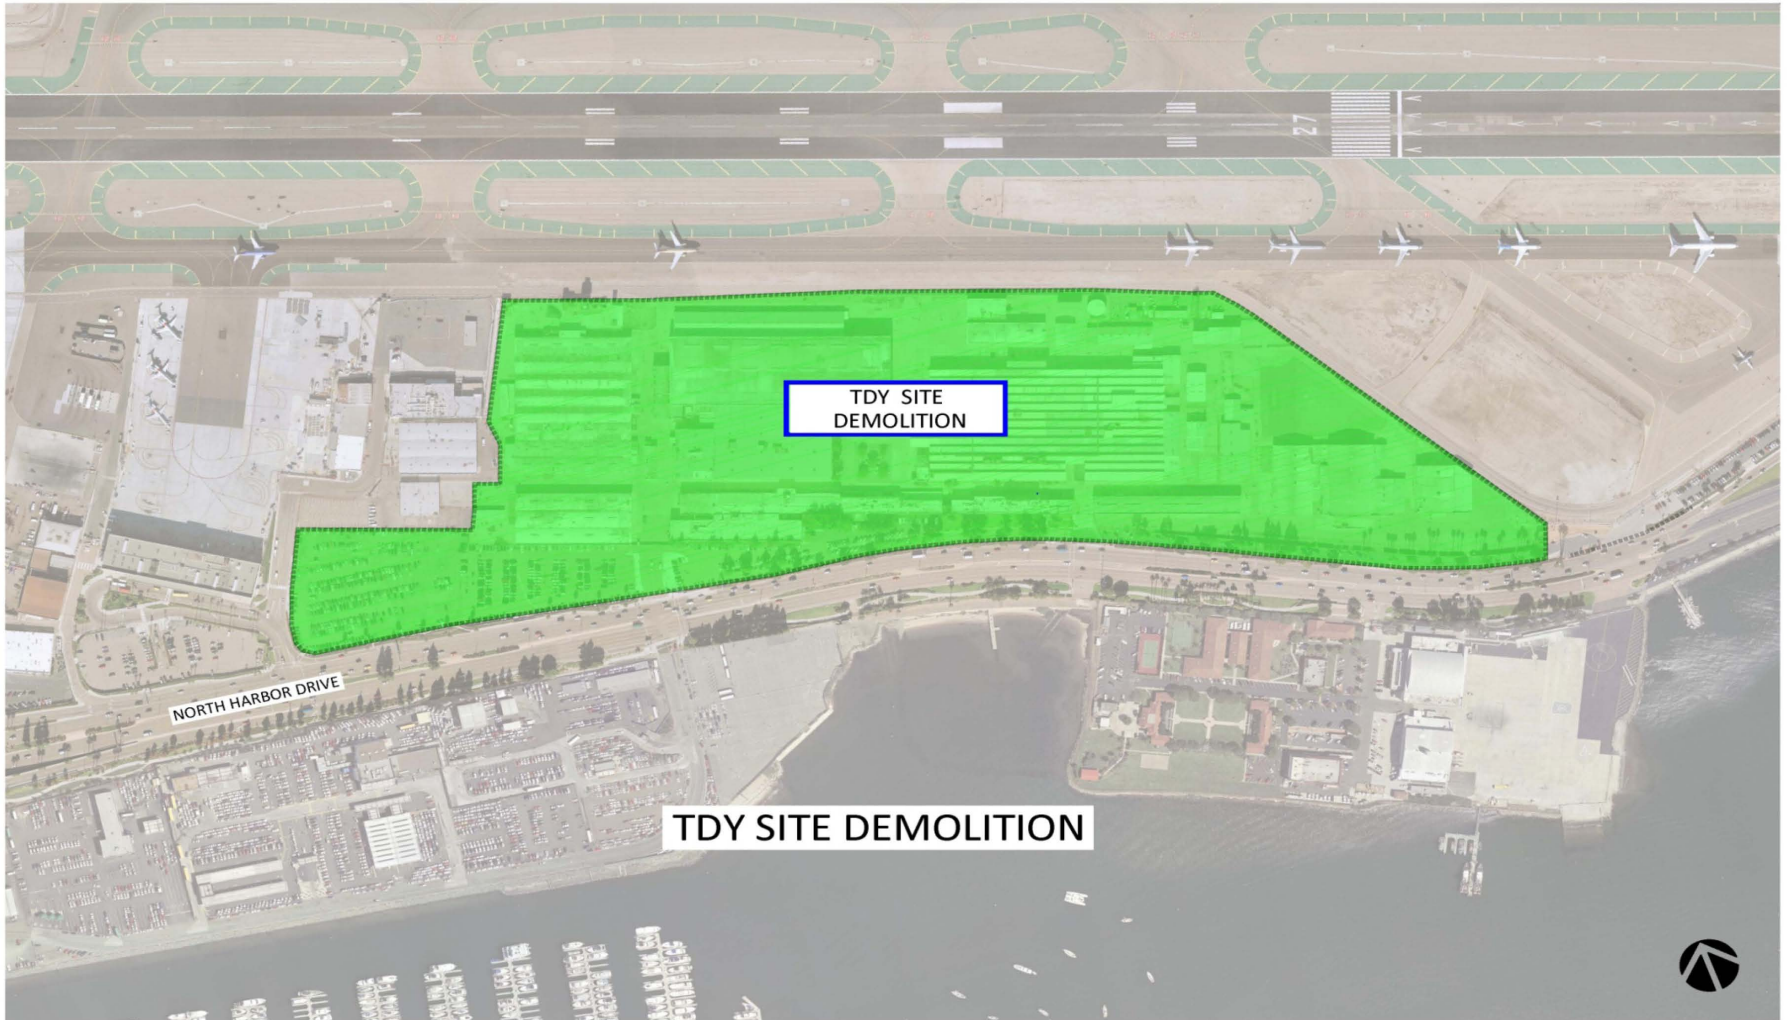 27
TDY SITE
DEMOLITION
NORTH HARBOR DRIVE
TDY SITE DEMOLITION